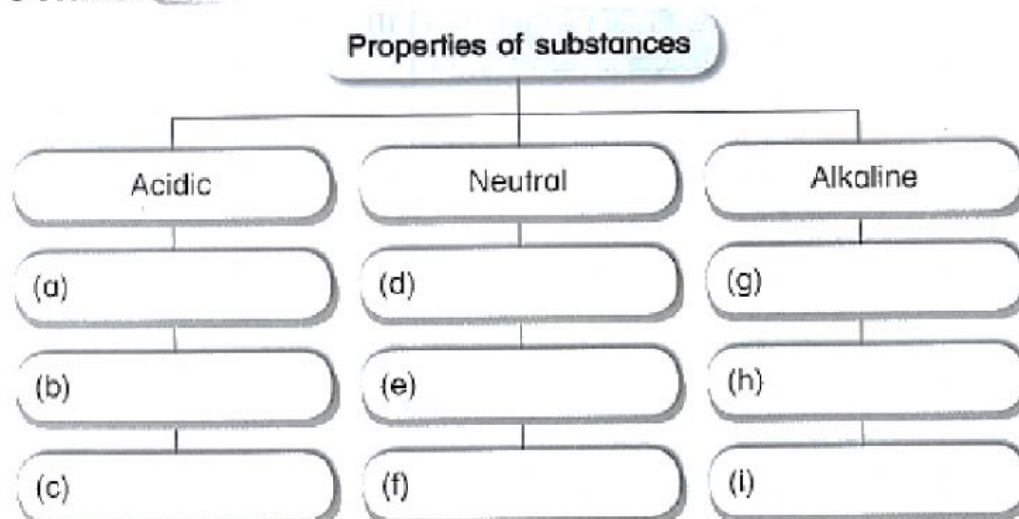 Properties of substances
Acidic Neutral Alkaline
(a) (d) (g)
(b) (e) (h)
(c) (f) (i)